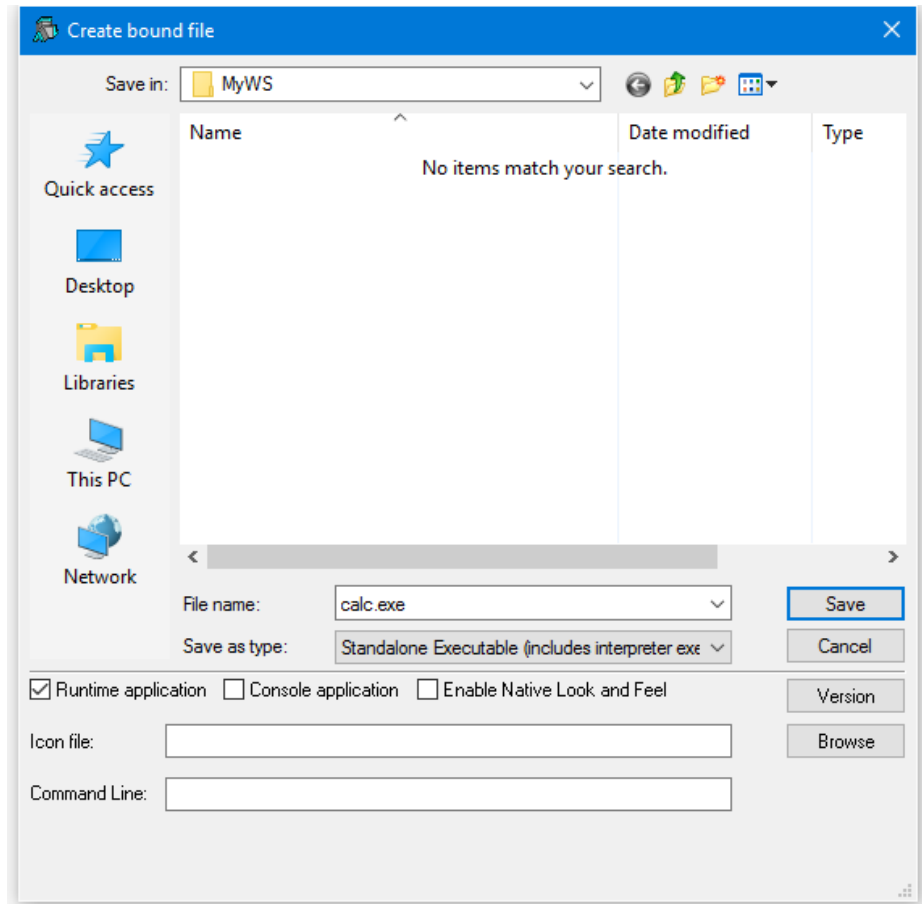 Create bound file
Save in: MyWS
Name Date modified Type
No items match your search.
Quick access
Desktop
Libraries
This PC
Network
File name: calc.exe Save
Save as type: Standalone Executable (includes interpreter exe Cancel
Runtime application Console application Enable Native Look and Feel Version
Icon file: Browse
Command Line: